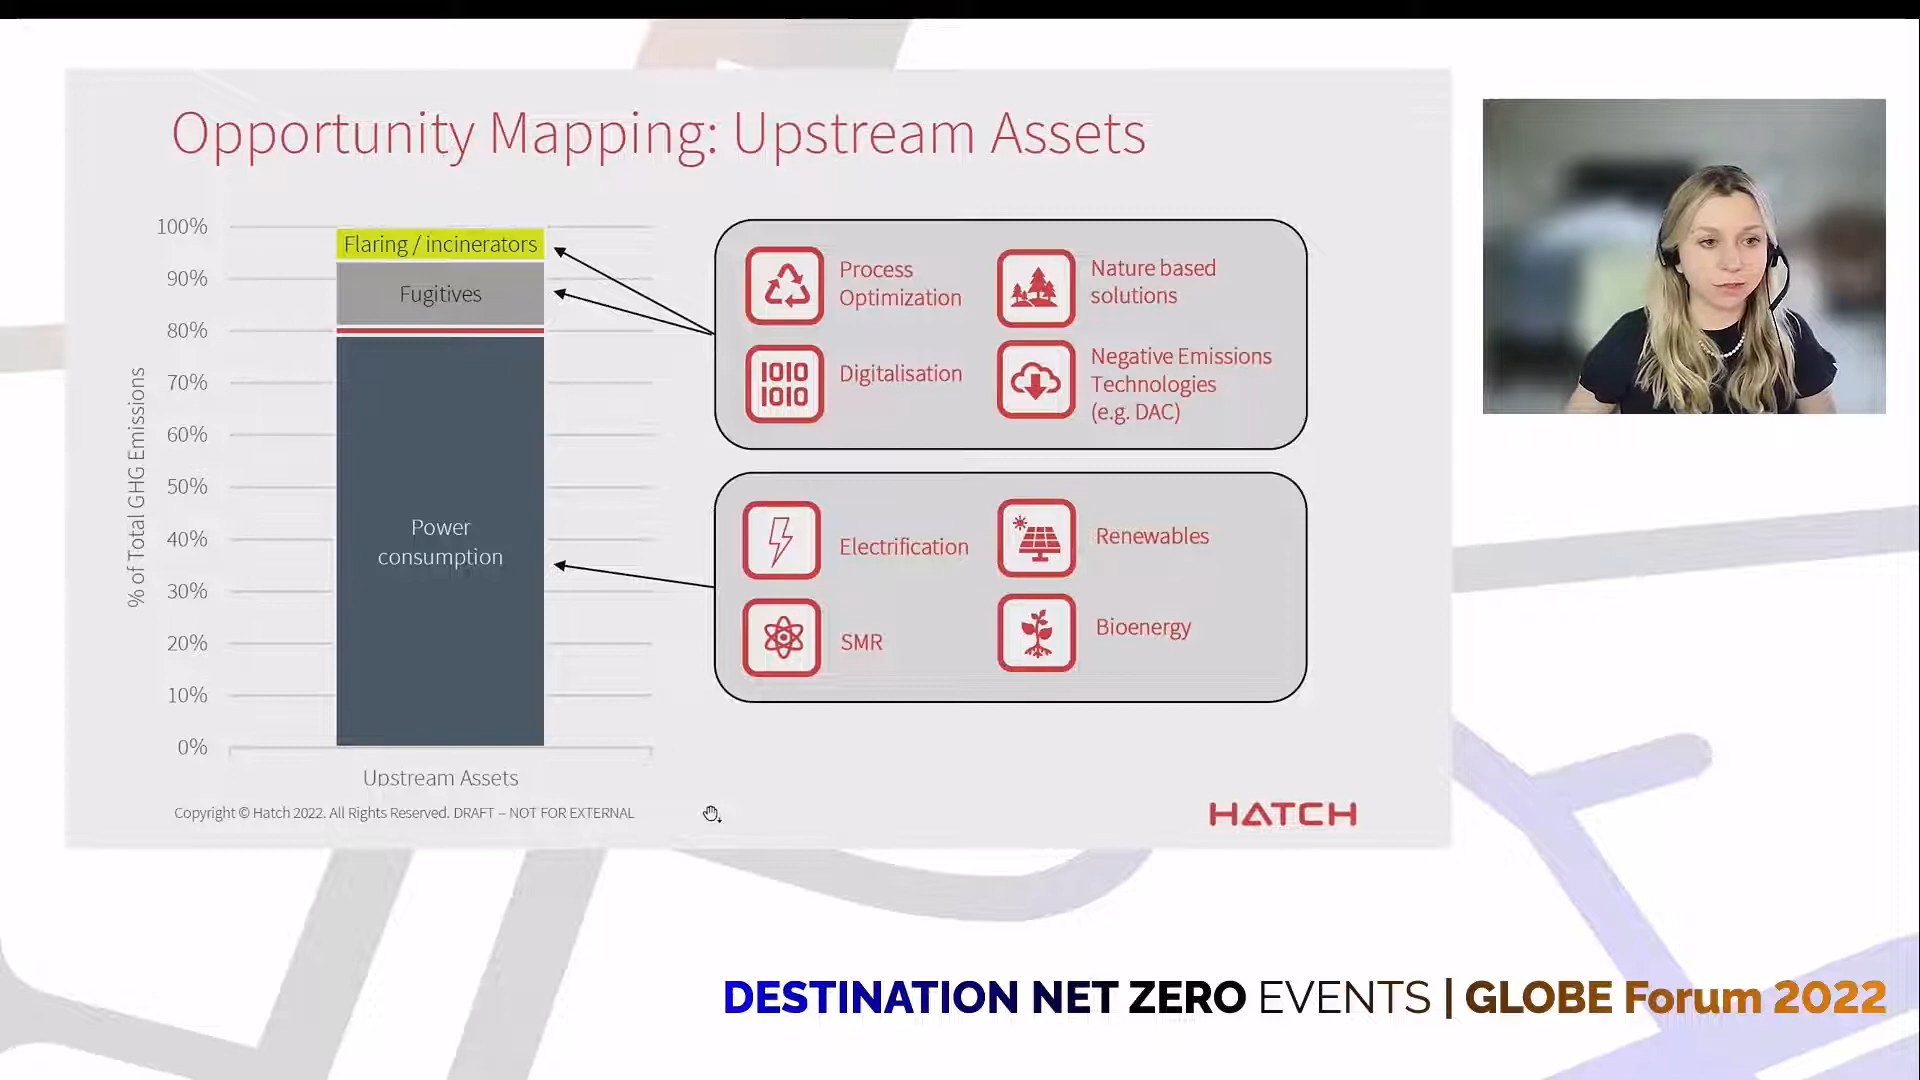 Opportunity Mapping: Upstream Assets
100%
90%
80%
70%
60%
50%
40%
30%
20%
10%
0%
% of Total GHG Emissions
Flaring / incinerators
Fugitives
Power
consumption
Upstream Assets
Process
Optimization
Nature based
solutions
1010
1010
Digitalisation
Negative Emissions
Technologies
(e.g. DAC)
Electrification
Renewables
SMR
Bioenergy
Copyright © Hatch 2022. All Rights Reserved. DRAFT – NOT FOR EXTERNAL
HATCH
DESTINATION NET ZERO EVENTS | GLOBE Forum 2022